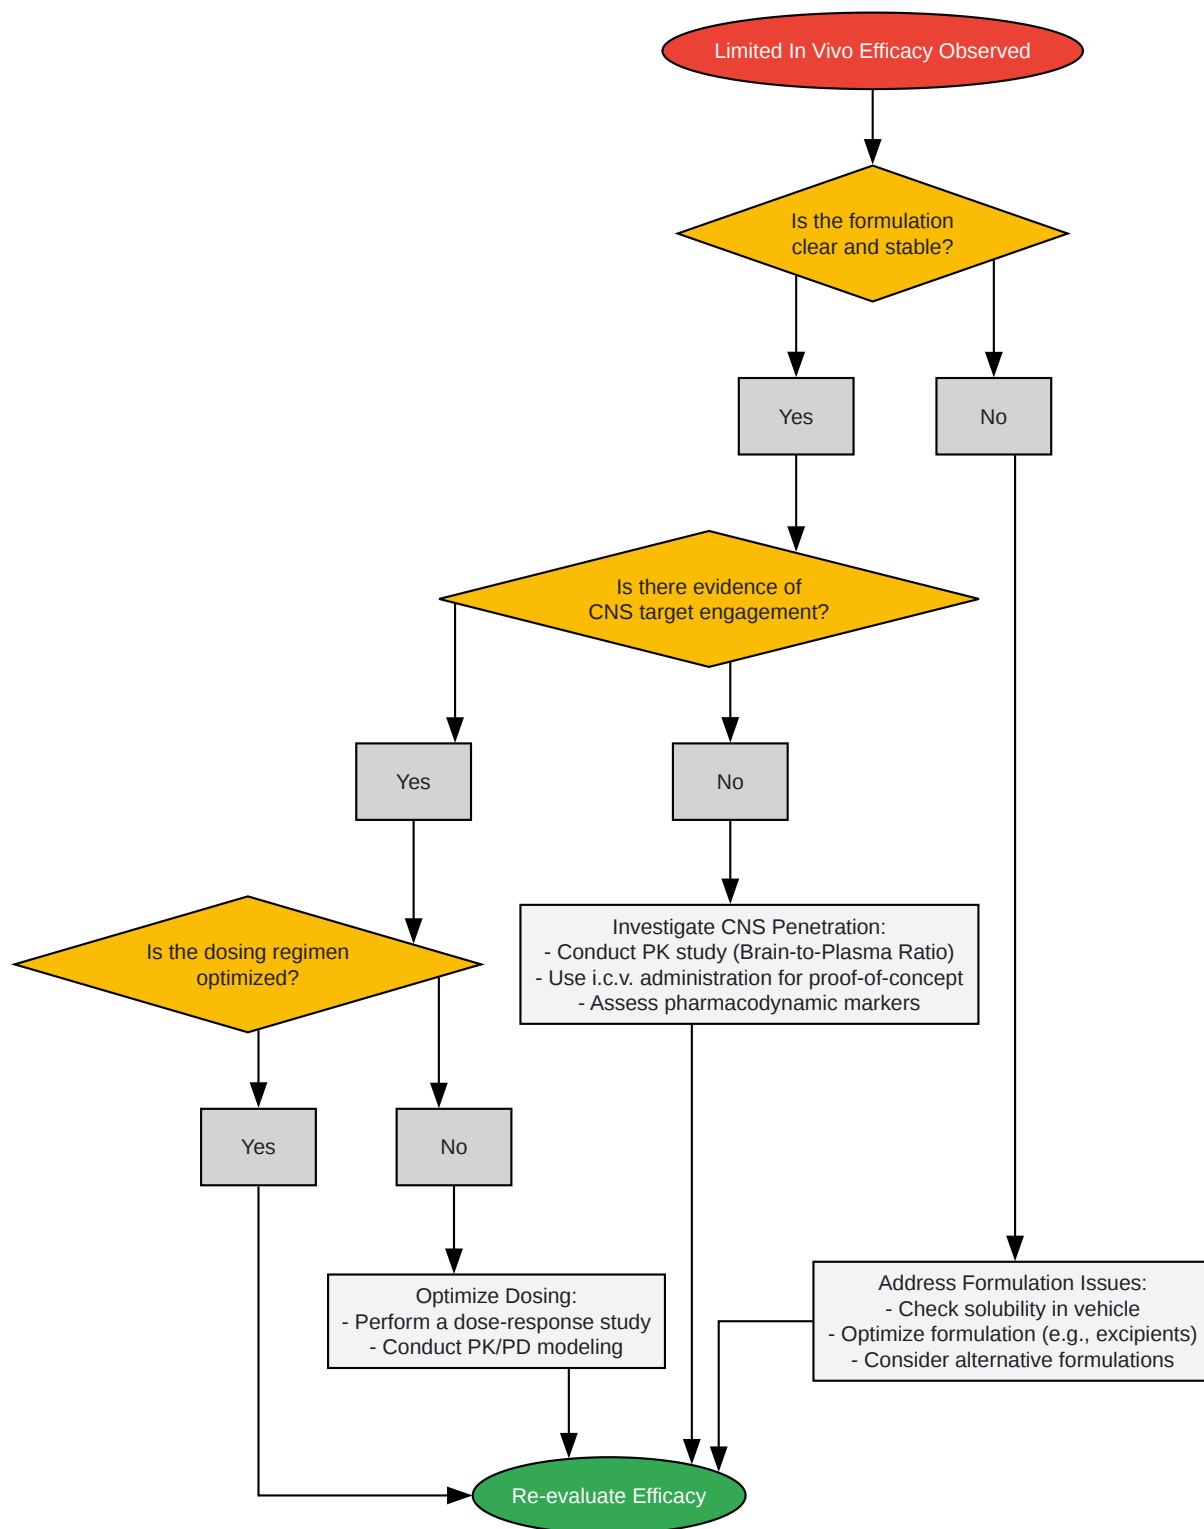 Limited In Vivo Efficacy Observed
Is the formulation
clear and stable?
Yes
No
Is there evidence of
CNS target engagement?
Yes
No
Investigate CNS Penetration:
- Conduct PK study (Brain-to-Plasma Ratio)
- Use i.c.v. administration for proof-of-concept
- Assess pharmacodynamic markers
Is the dosing regimen
optimized?
Yes
No
Optimize Dosing:
- Perform a dose-response study
- Conduct PK/PD modeling
Address Formulation Issues:
- Check solubility in vehicle
- Optimize formulation (e.g., excipients)
- Consider alternative formulations
Re-evaluate Efficacy